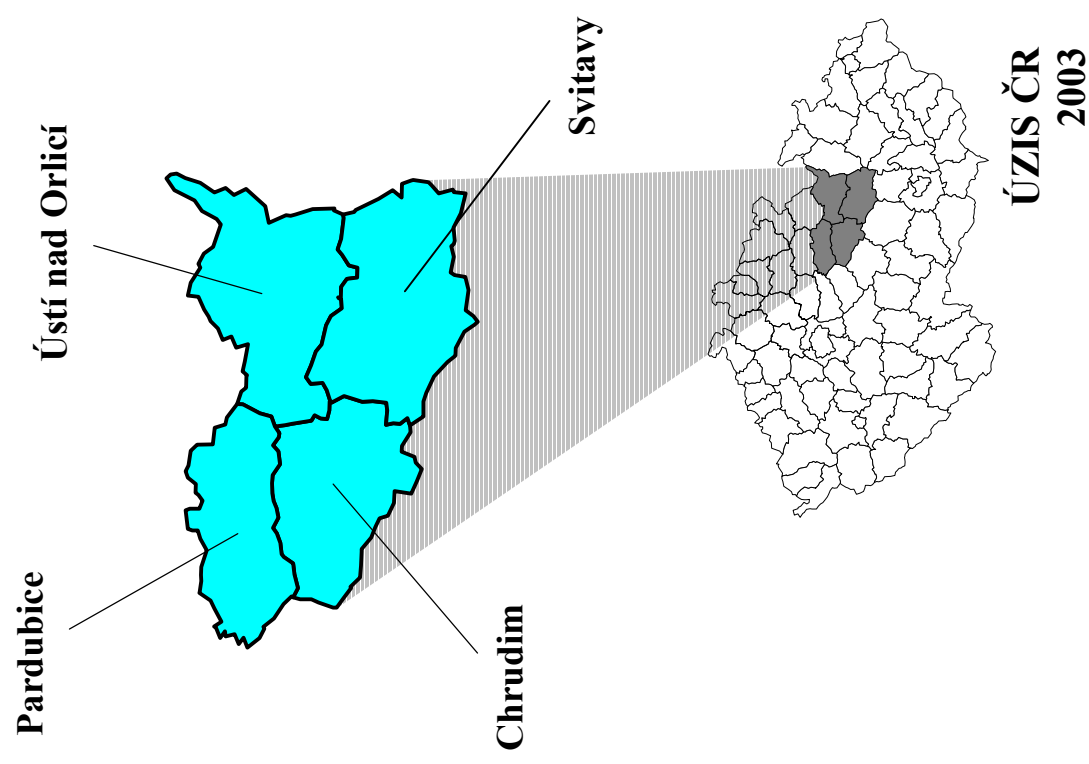 Pardubice
Ústí nad Orlicí
Chrudim
Svitavy
ÚZIS ČR
2003